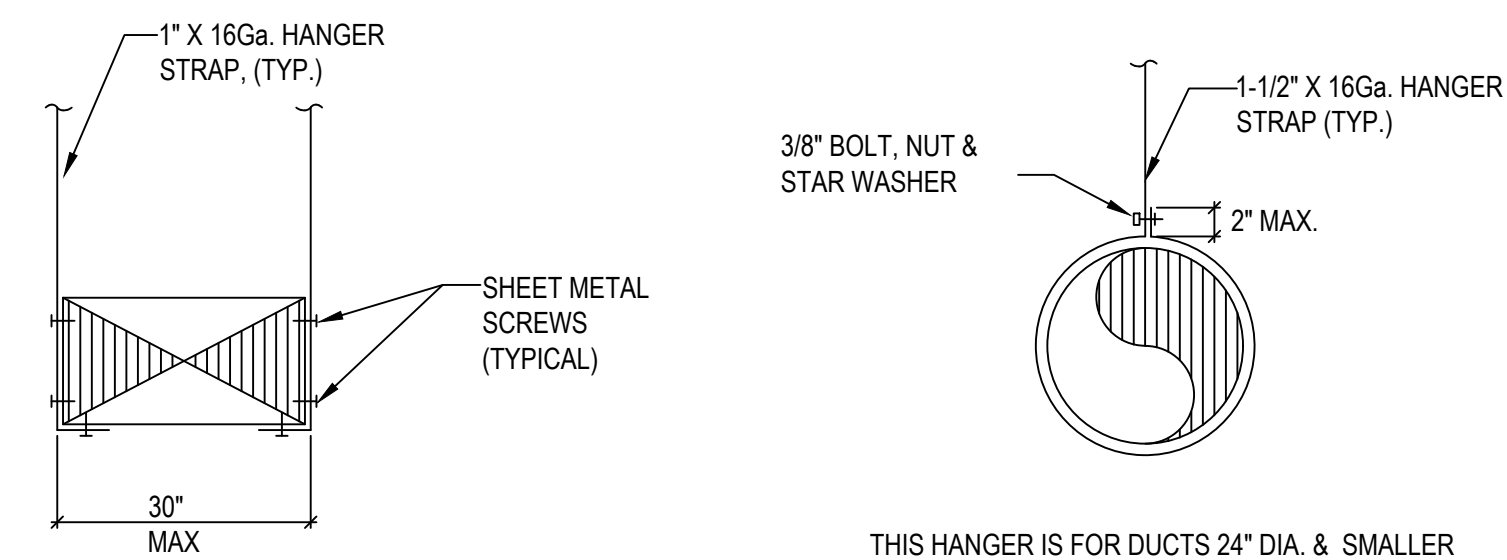 1" X 16Ga. HANGER
STRAP, (TYP.)
SHEET METAL
SCREWS
(TYPICAL)
30"
MAX
1-1/2" X 16Ga. HANGER
STRAP (TYP.)
3/8" BOLT, NUT &
STAR WASHER
2" MAX.
THIS HANGER IS FOR DUCTS 24" DIA. & SMALLER